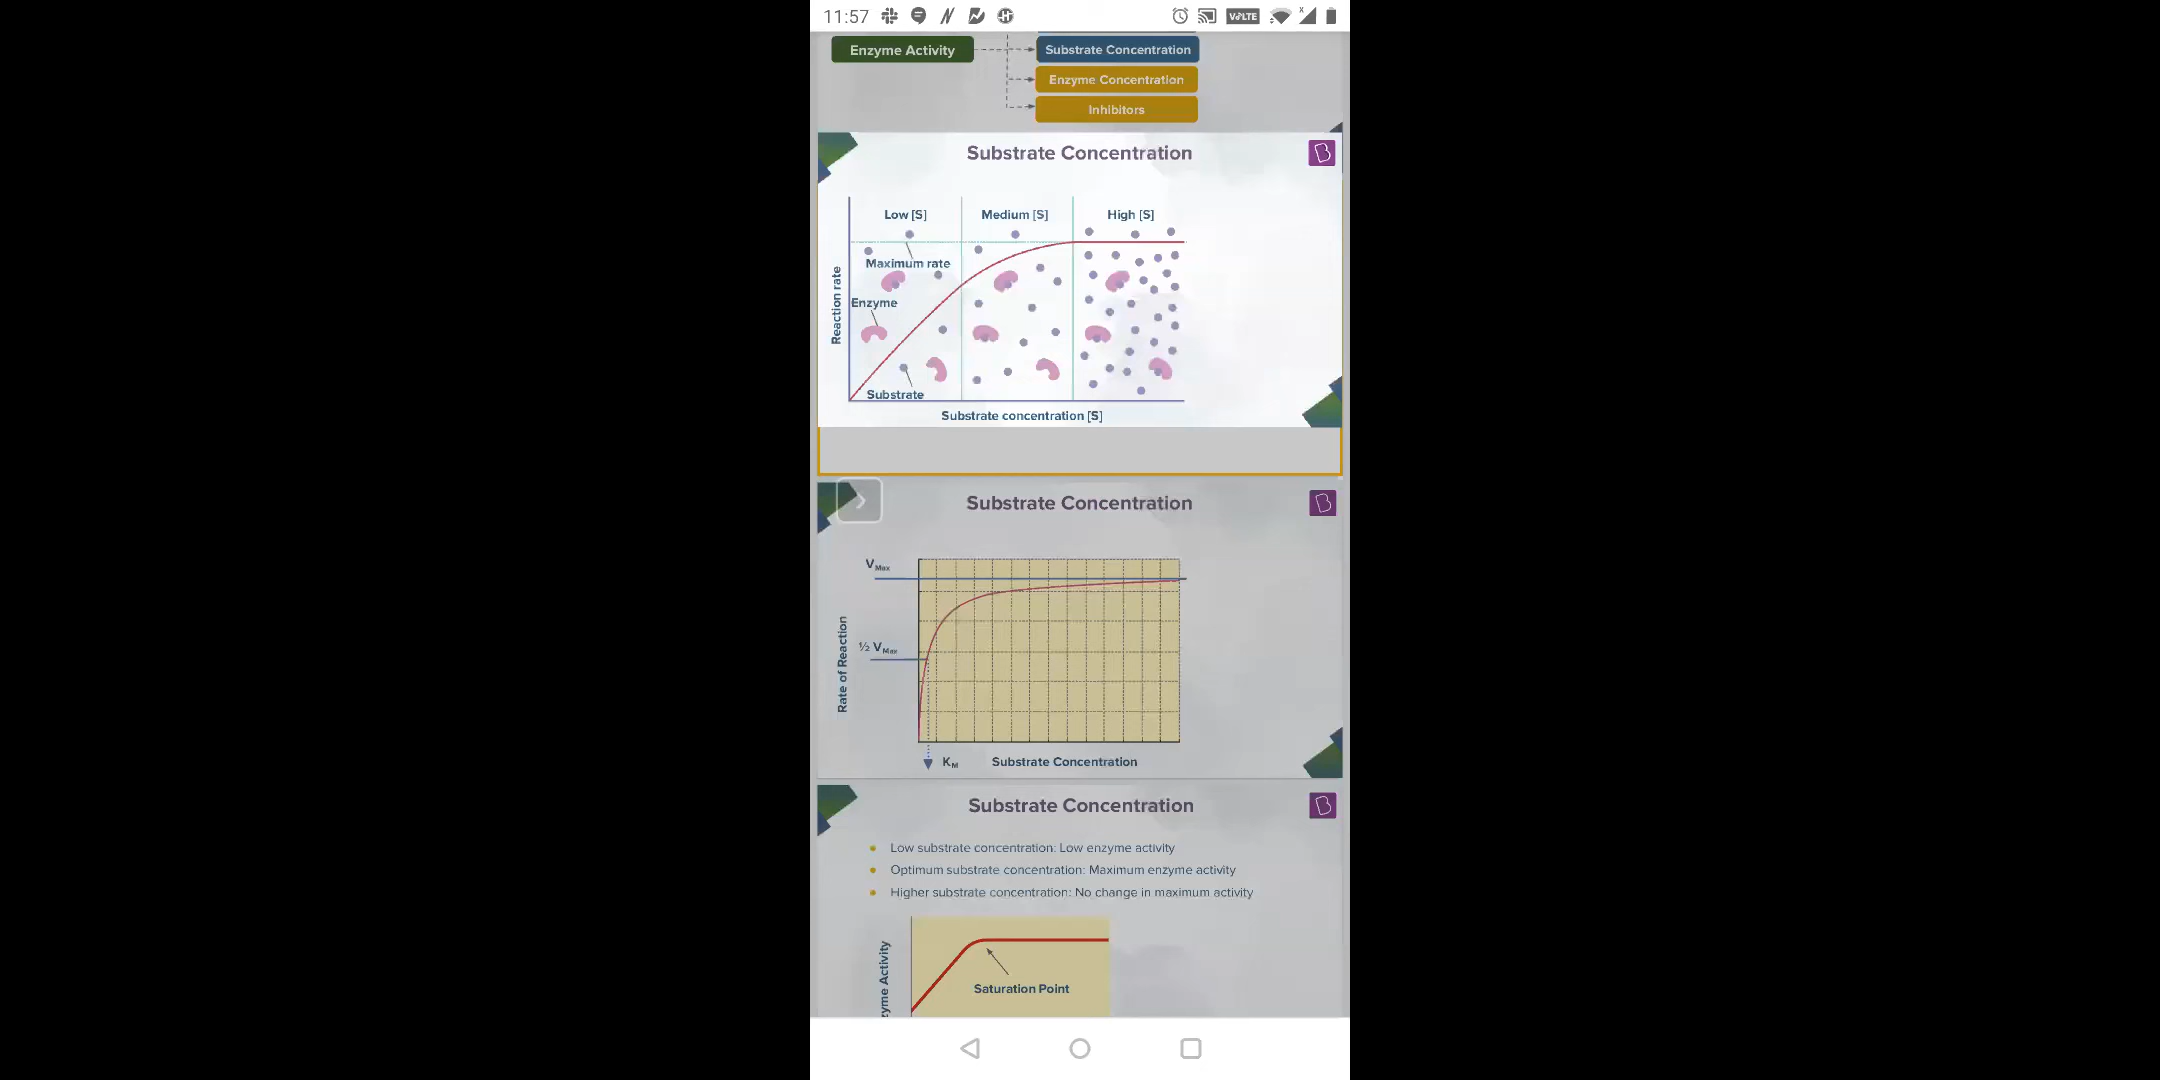 11:57
VoLTE
Enzyme Activity
Substrate Concentration
Enzyme Concentration
Inhibitors
Substrate Concentration
Low [S]
Medium [S]
High [S]
Maximum rate
Enzyme
Substrate
Reaction rate
Substrate concentration [S]
Substrate Concentration
VMax
½ VMax
Rate of Reaction
KM
Substrate Concentration
Substrate Concentration
Low substrate concentration: Low enzyme activity
Optimum substrate concentration: Maximum enzyme activity
Higher substrate concentration: No change in maximum activity
Saturation Point
zyme Activity